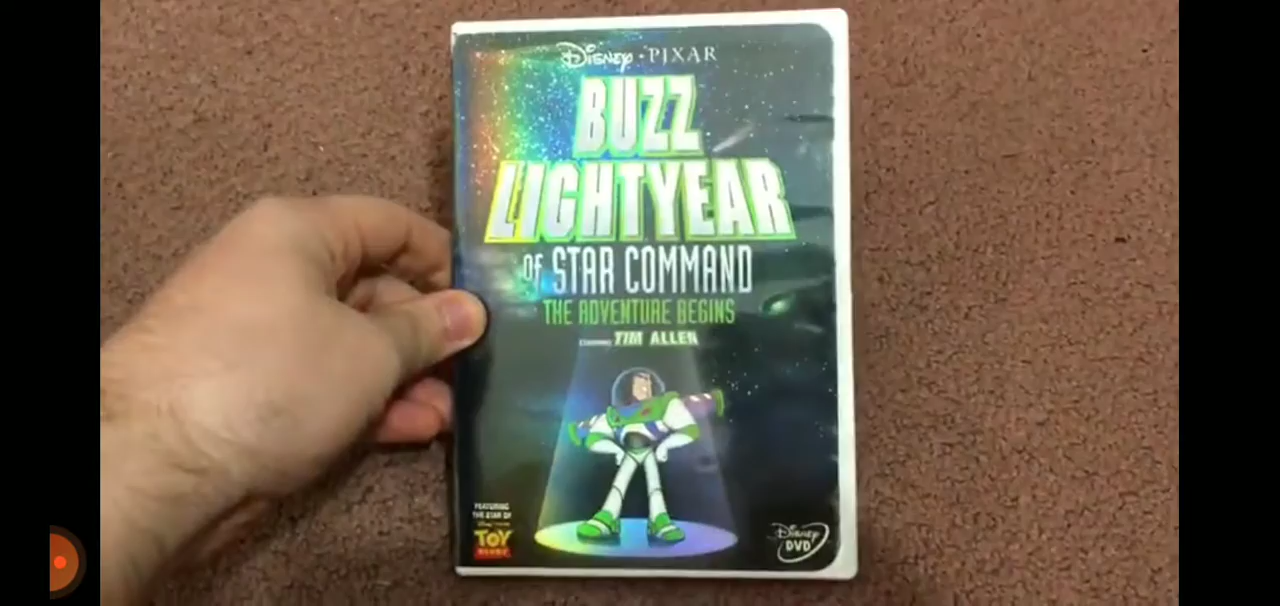 Disney · PIXAR
BUZZ
LIGHTYEAR
OF STAR COMMAND
THE ADVENTURE BEGINS
TIM ALLEN
FEATURING
THE STAR OF
TOY
STORY
Disney
DVD